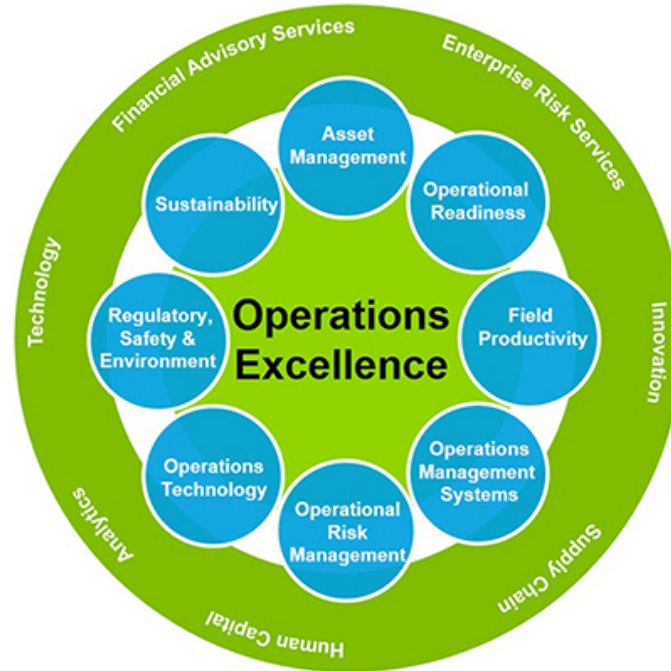 Financial Advisory Services
Enterprise Risk Services
Innovation
Supply Chain
Human Capital
Analytics
Technology
Asset
Management
Operational
Readiness
Field
Productivity
Operations
Management
Systems
Operational
Risk
Management
Operations
Technology
Regulatory,
Safety &
Environment
Sustainability
Operations
Excellence